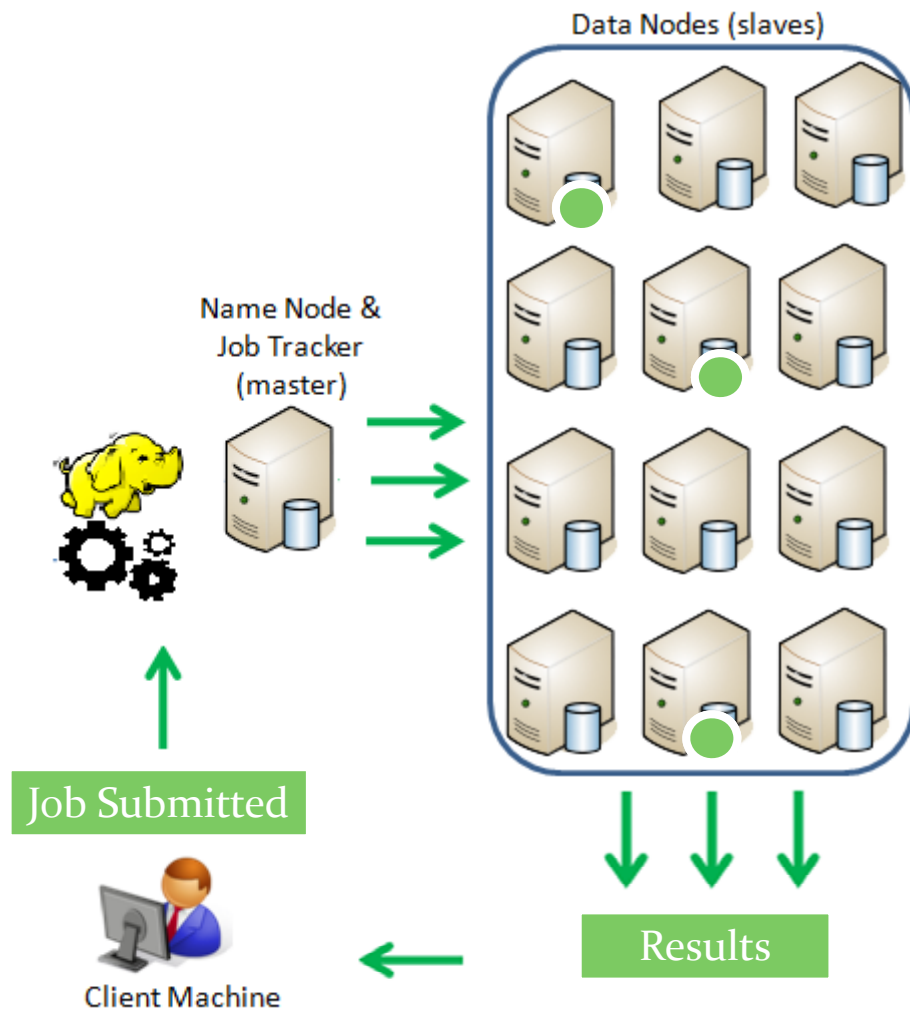 Data Nodes (slaves)
Name Node &
Job Tracker
(master)
Job Submitted
Client Machine
Results